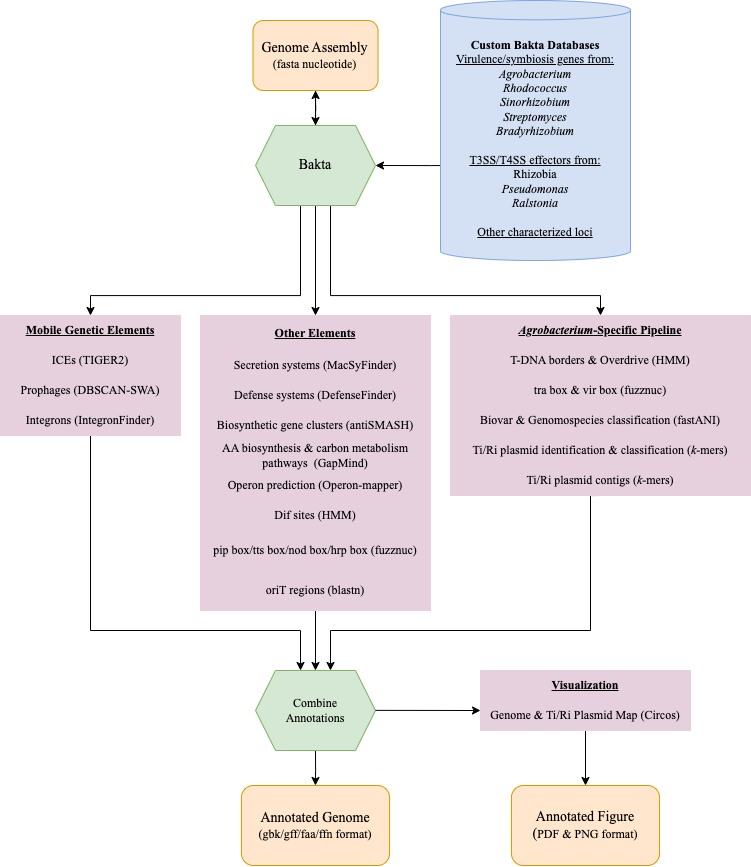 Genome Assembly
(fasta nucleotide)
Custom Bakta Databases
Virulence/symbiosis genes from:
Agrobacterium
Rhodococcus
Sinorhizobium
Streptomyces
Bradyrhizobium
T3SS/T4SS effectors from:
Rhizobia
Pseudomonas
Ralstonia
Other characterized loci
Bakta
Mobile Genetic Elements
ICEs (TIGER2)
Prophages (DBSCAN-SWA)
Integrons (IntegronFinder)
Other Elements
Secretion systems (MacSyFinder)
Defense systems (DefenseFinder)
Biosynthetic gene clusters (antiSMASH)
AA biosynthesis & carbon metabolism
pathways (GapMind)
Operon prediction (Operon-mapper)
Dif sites (HMM)
pip box/tts box/nod box/hrp box (fuzznuc)
oriT regions (blastn)
Agrobacterium-Specific Pipeline
T-DNA borders & Overdrive (HMM)
tra box & vir box (fuzznuc)
Biovar & Genomospecies classification (fastANI)
Ti/Ri plasmid identification & classification (k-mers)
Ti/Ri plasmid contigs (k-mers)
Combine
Annotations
Visualization
Genome & Ti/Ri Plasmid Map (Circos)
Annotated Genome
(gbk/gff/faa/ffn format)
Annotated Figure
(PDF & PNG format)